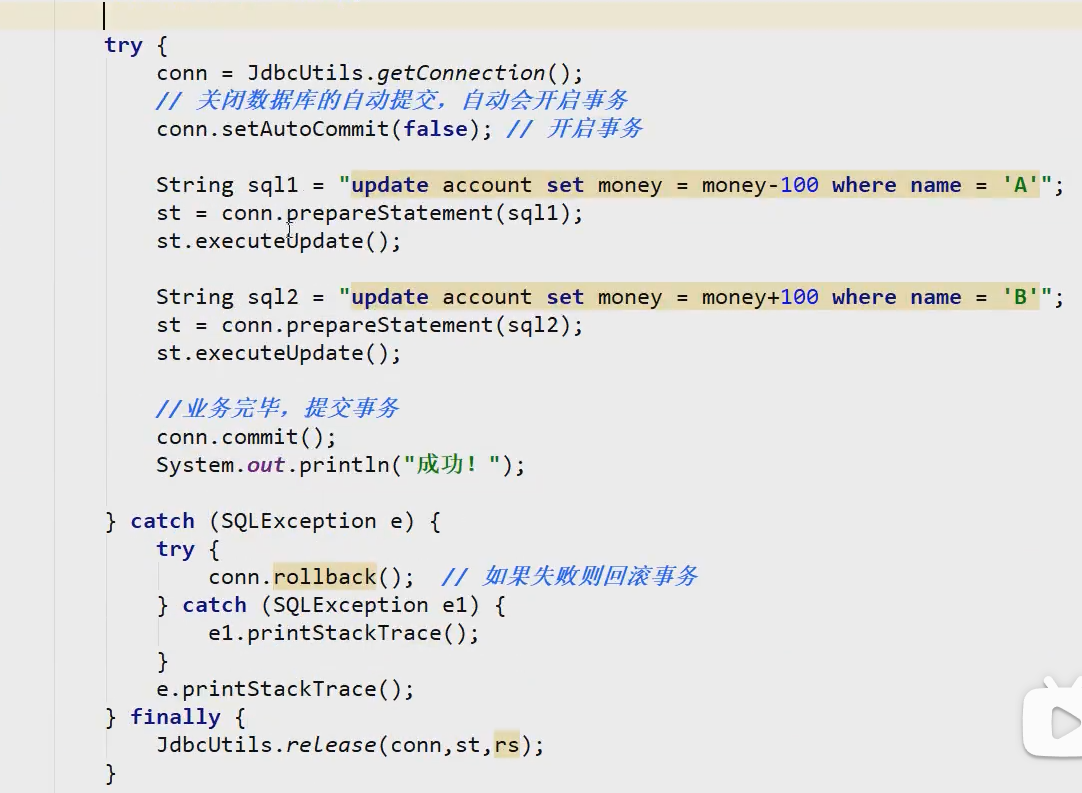 try {
conn = JdbcUtils.getConnection();
// 关闭数据库的自动提交，自动会开启事务
conn.setAutoCommit(false); // 开启事务
String sql1 = "update account set money = money-100 where name = 'A'";
st = conn.prepareStatement(sql1);
st.executeUpdate();
String sql2 = "update account set money = money+100 where name = 'B'";
st = conn.prepareStatement(sql2);
st.executeUpdate();
//业务完毕，提交事务
conn.commit();
System.out.println("成功！");
} catch (SQLException e) {
try {
conn.rollback(); // 如果失败则回滚事务
} catch (SQLException e1) {
e1.printStackTrace();
}
e.printStackTrace();
} finally {
JdbcUtils.release(conn,st,rs);
}